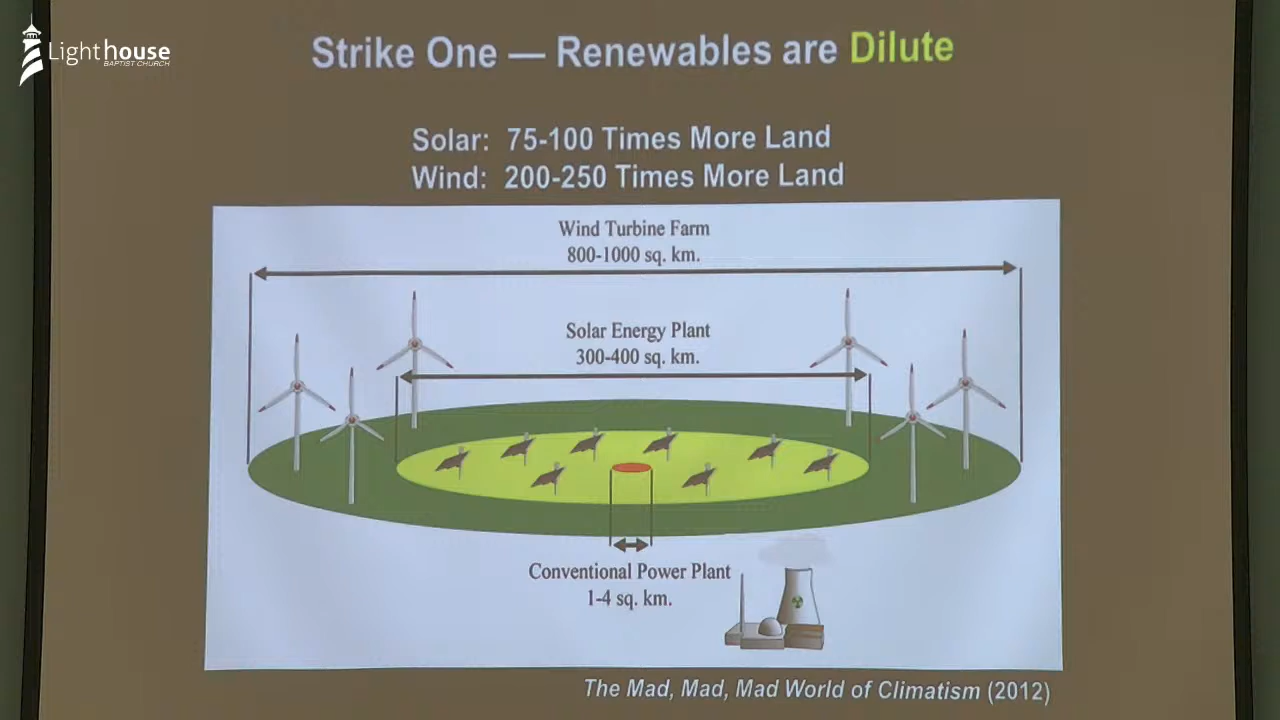 Lighthouse
BAPTIST CHURCH
Strike One — Renewables are Dilute
Solar: 75-100 Times More Land
Wind: 200-250 Times More Land
Wind Turbine Farm
800-1000 sq. km.
Solar Energy Plant
300-400 sq. km.
Conventional Power Plant
1-4 sq. km.
The Mad, Mad, Mad World of Climatism (2012)